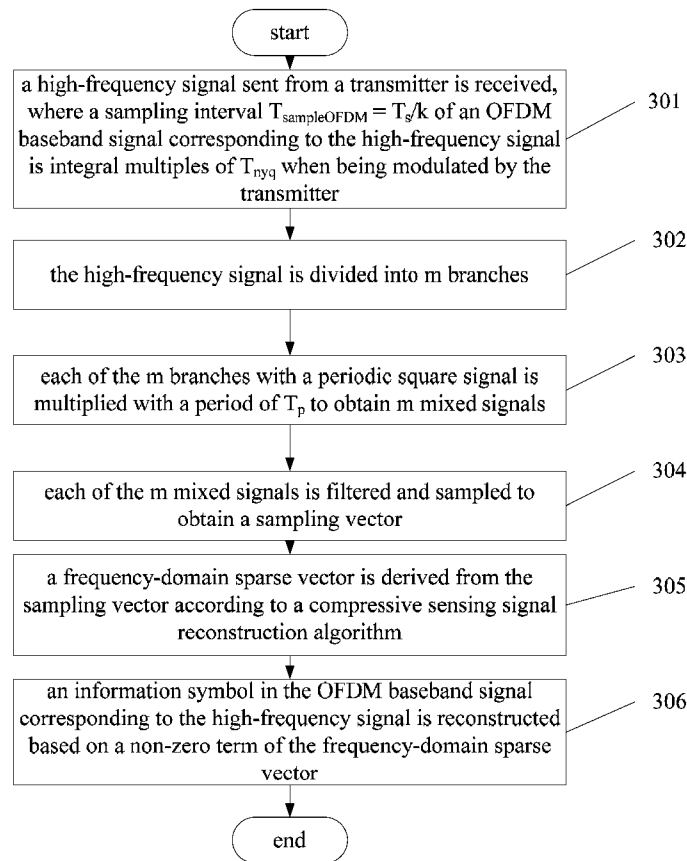 start
a high-frequency signal sent from a transmitter is received,
where a sampling interval TsampleOFDM = Ts/k of an OFDM
baseband signal corresponding to the high-frequency signal
is integral multiples of Tnyq when being modulated by the
transmitter
301
the high-frequency signal is divided into m branches
302
each of the m branches with a periodic square signal is
multiplied with a period of Tp to obtain m mixed signals
303
each of the m mixed signals is filtered and sampled to
obtain a sampling vector
304
a frequency-domain sparse vector is derived from the
sampling vector according to a compressive sensing signal
reconstruction algorithm
305
an information symbol in the OFDM baseband signal
corresponding to the high-frequency signal is reconstructed
based on a non-zero term of the frequency-domain sparse
vector
306
end